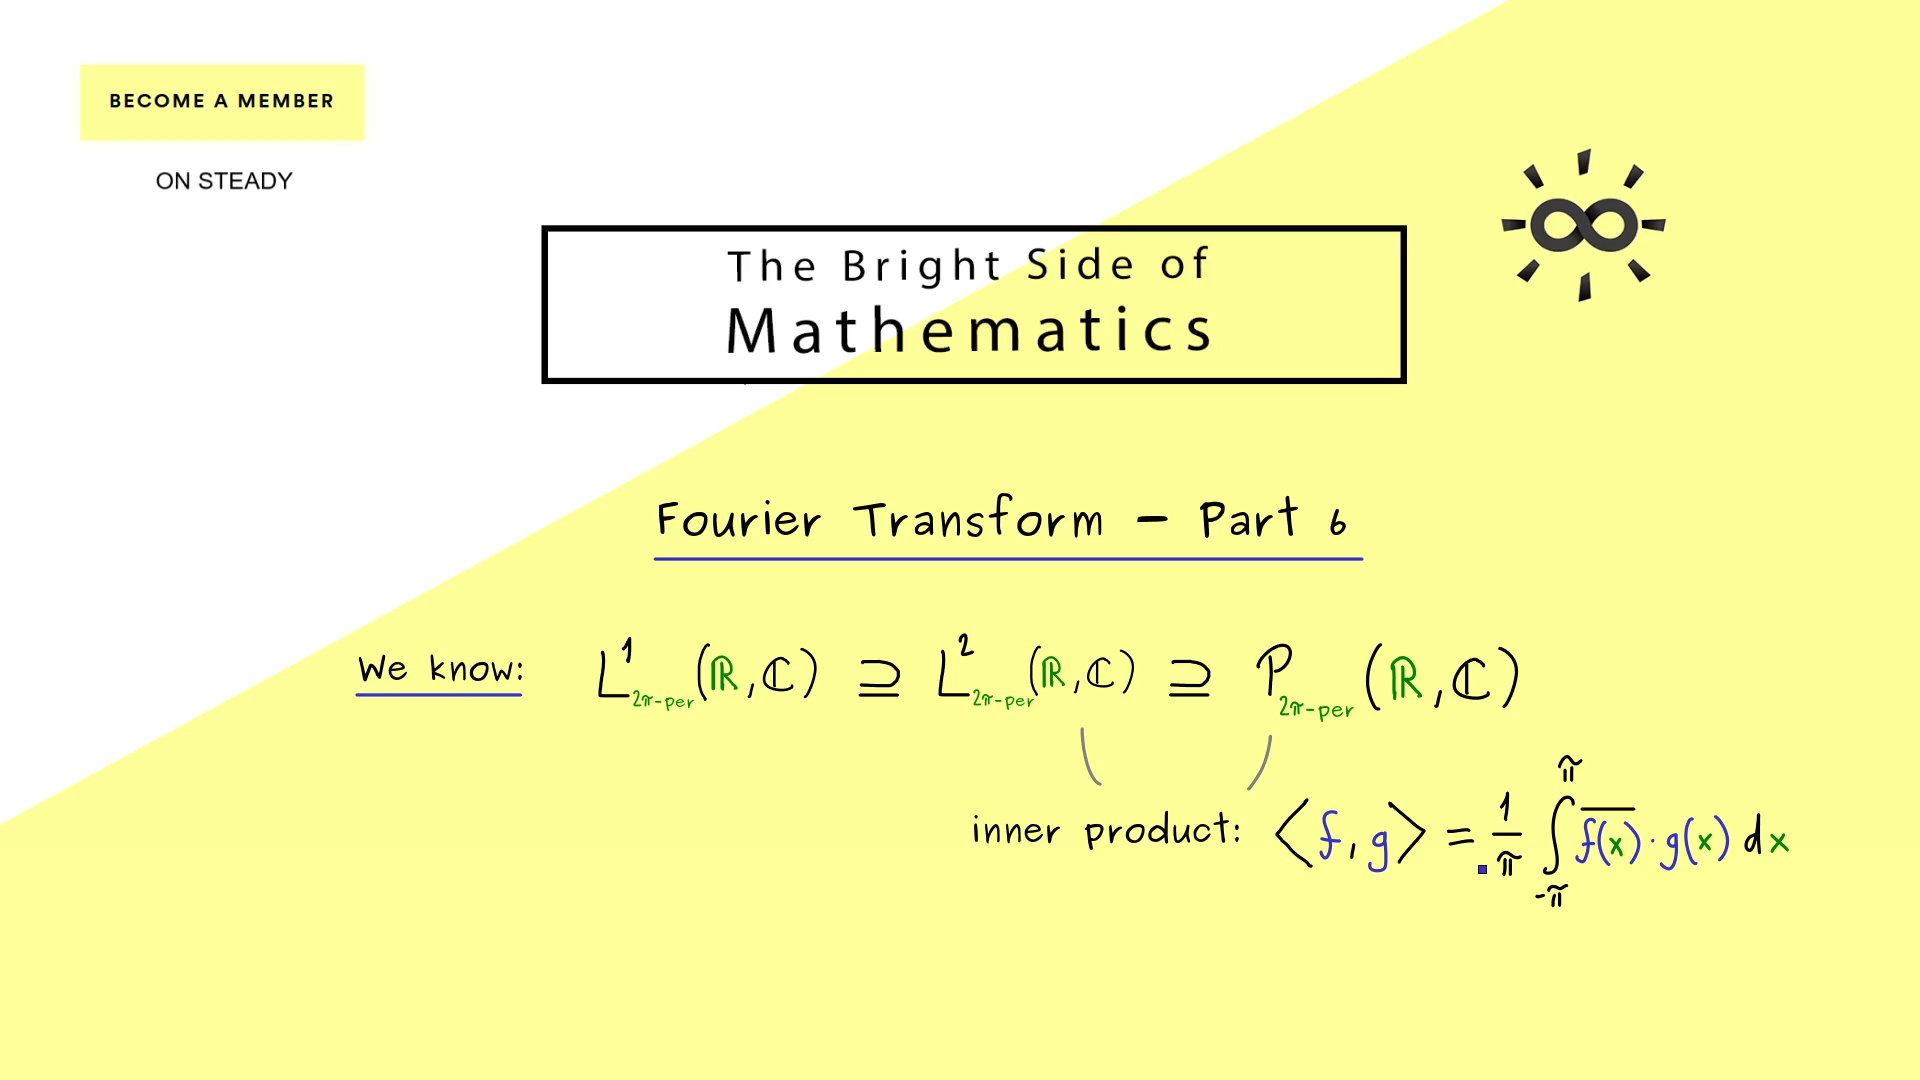 BECOME A MEMBER
ON STEADY
The Bright Side of
Mathematics
Fourier Transform – Part 6
We know: L¹₂π-per(ℝ,ℂ) ⊇ L²₂π-per(ℝ,ℂ) ⊇ P₂π-per(ℝ,ℂ)
inner product: ⟨f,g⟩ = 1/π ∫_{-π}^{π} \overline{f(x)}·g(x) dx